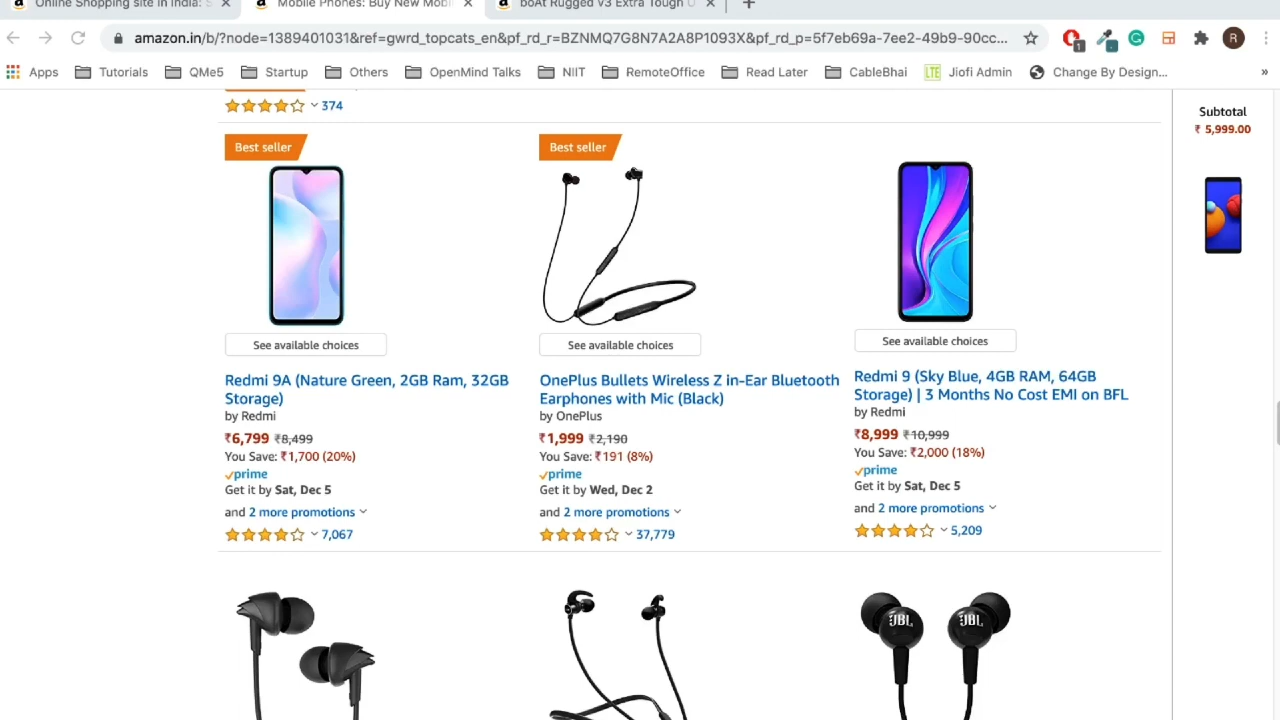 Online Shopping site in India: S
Mobile Phones: Buy New Mobi
boAt Rugged v3 Extra Tough U
amazon.in/b/?node=1389401031&ref=gwrd_topcats_en&pf_rd_r=BZNMQ7G8N7A2A8P1093X&pf_rd_p=5f7eb69a-7ee2-49b9-90cc...
1
R
Apps Tutorials QMe5 Startup Others OpenMind Talks NIIT RemoteOffice Read Later CableBhai LTE Jiofi Admin Change By Design... »
374
Subtotal
₹ 5,999.00
Best seller
See available choices
Redmi 9A (Nature Green, 2GB Ram, 32GB
Storage)
by Redmi
₹6,799 ₹8,499
You Save: ₹1,700 (20%)
prime
Get it by Sat, Dec 5
and 2 more promotions
7,067
Best seller
See available choices
OnePlus Bullets Wireless Z in-Ear Bluetooth
Earphones with Mic (Black)
by OnePlus
₹1,999 ₹2,190
You Save: ₹191 (8%)
prime
Get it by Wed, Dec 2
and 2 more promotions
37,779
See available choices
Redmi 9 (Sky Blue, 4GB RAM, 64GB
Storage) | 3 Months No Cost EMI on BFL
by Redmi
₹8,999 ₹10,999
You Save: ₹2,000 (18%)
prime
Get it by Sat, Dec 5
and 2 more promotions
5,209
JBL
JBL